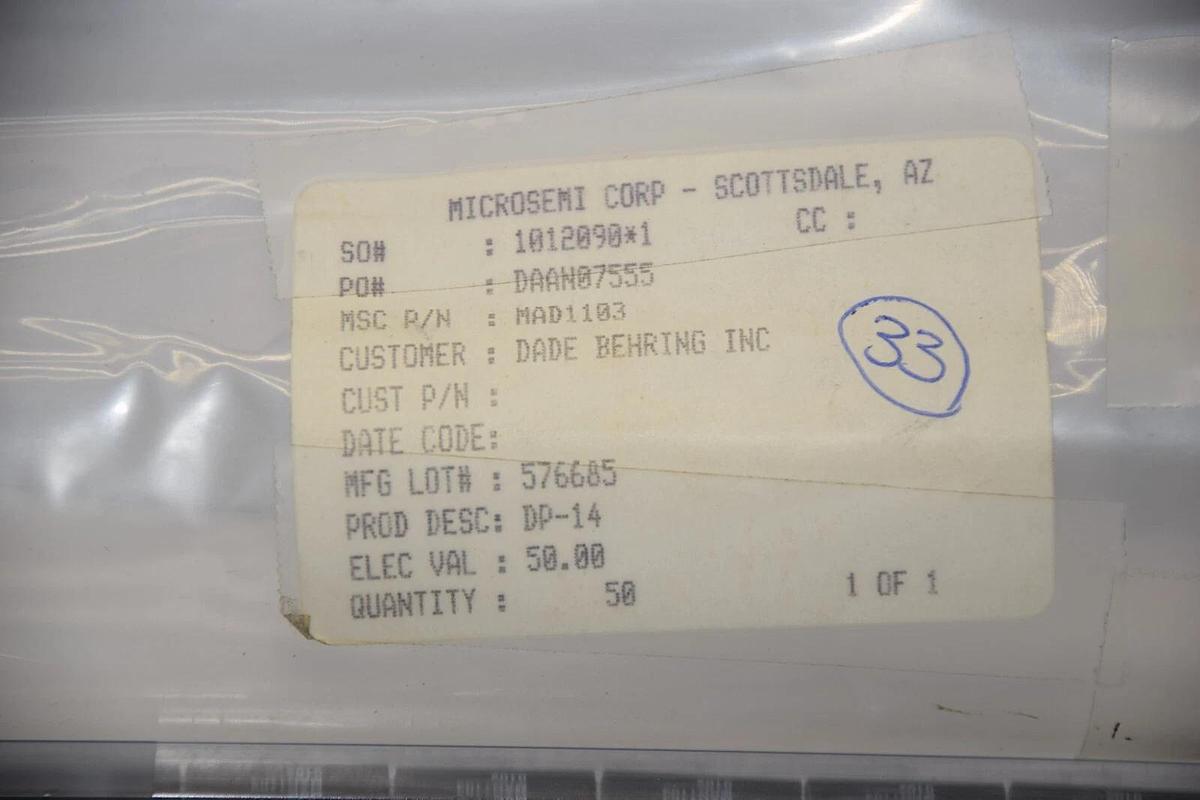 MICROSEMI CORP - SCOTTSDALE, AZ
SO# : 1012090*1 CC :
PO# : DAAN07555
MSC P/N : MAD1103
CUSTOMER : DADE BEHRING INC
CUST P/N :
DATE CODE:
MFG LOT# : 576685
PROD DESC: DP-14
ELEC VAL : 50.00
QUANTITY : 50 1 OF 1
33